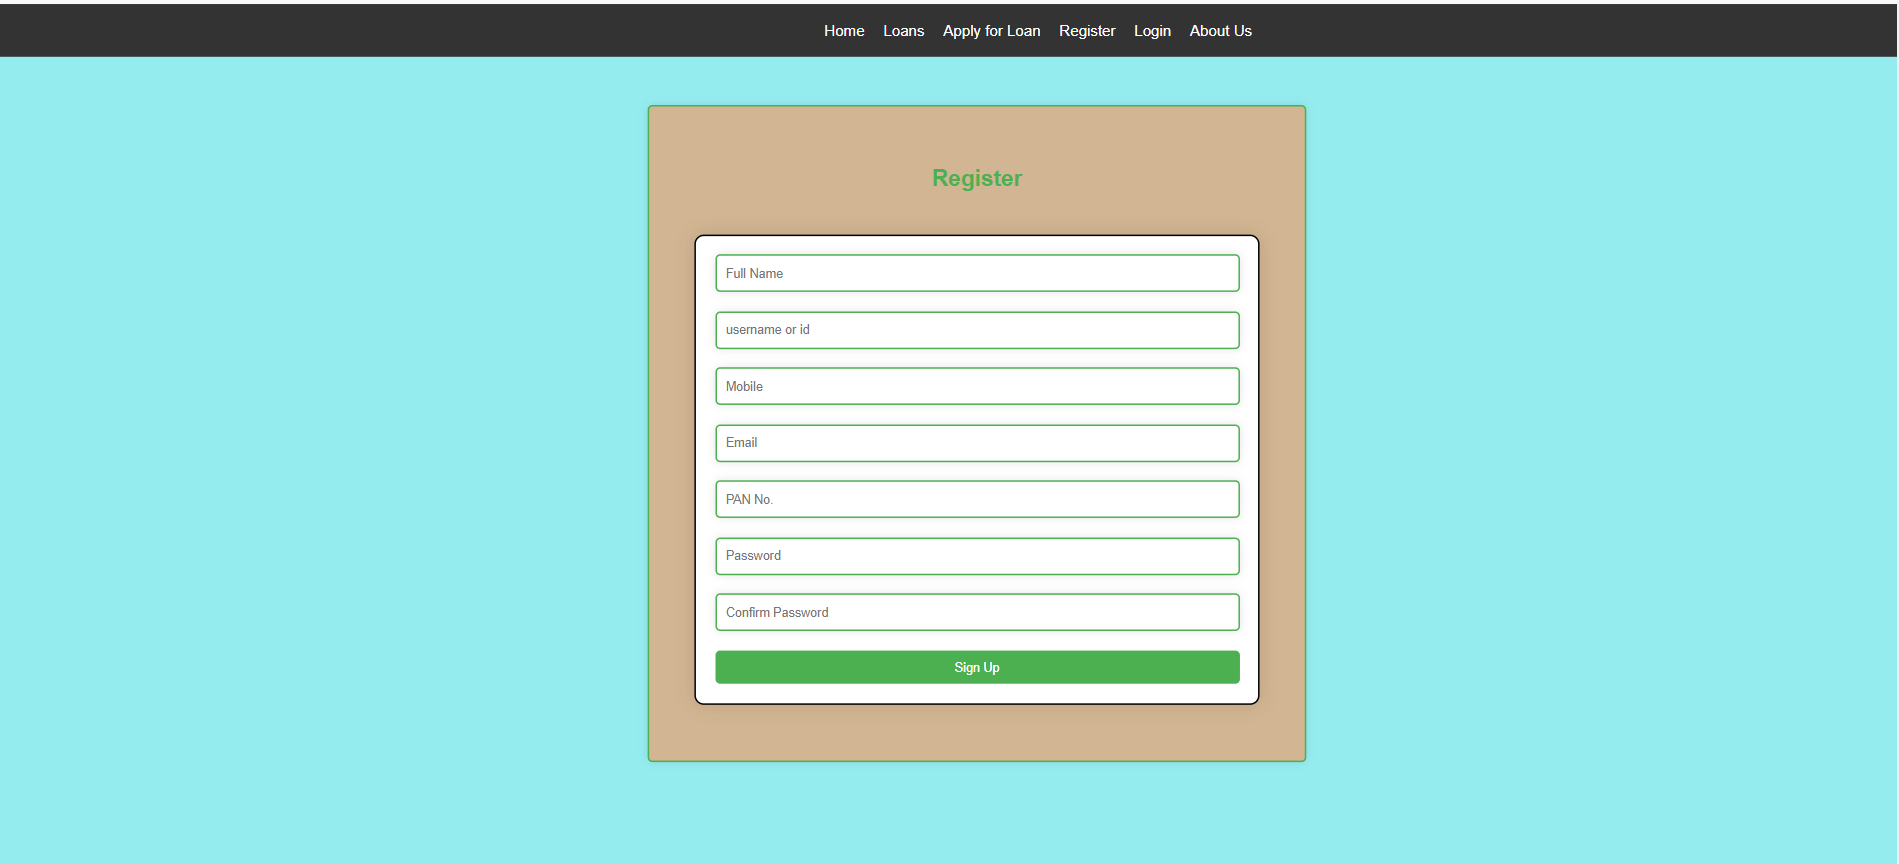 Home Loans Apply for Loan Register Login About Us
Register
Full Name
username or id
Mobile
Email
PAN No.
Password
Confirm Password
Sign Up